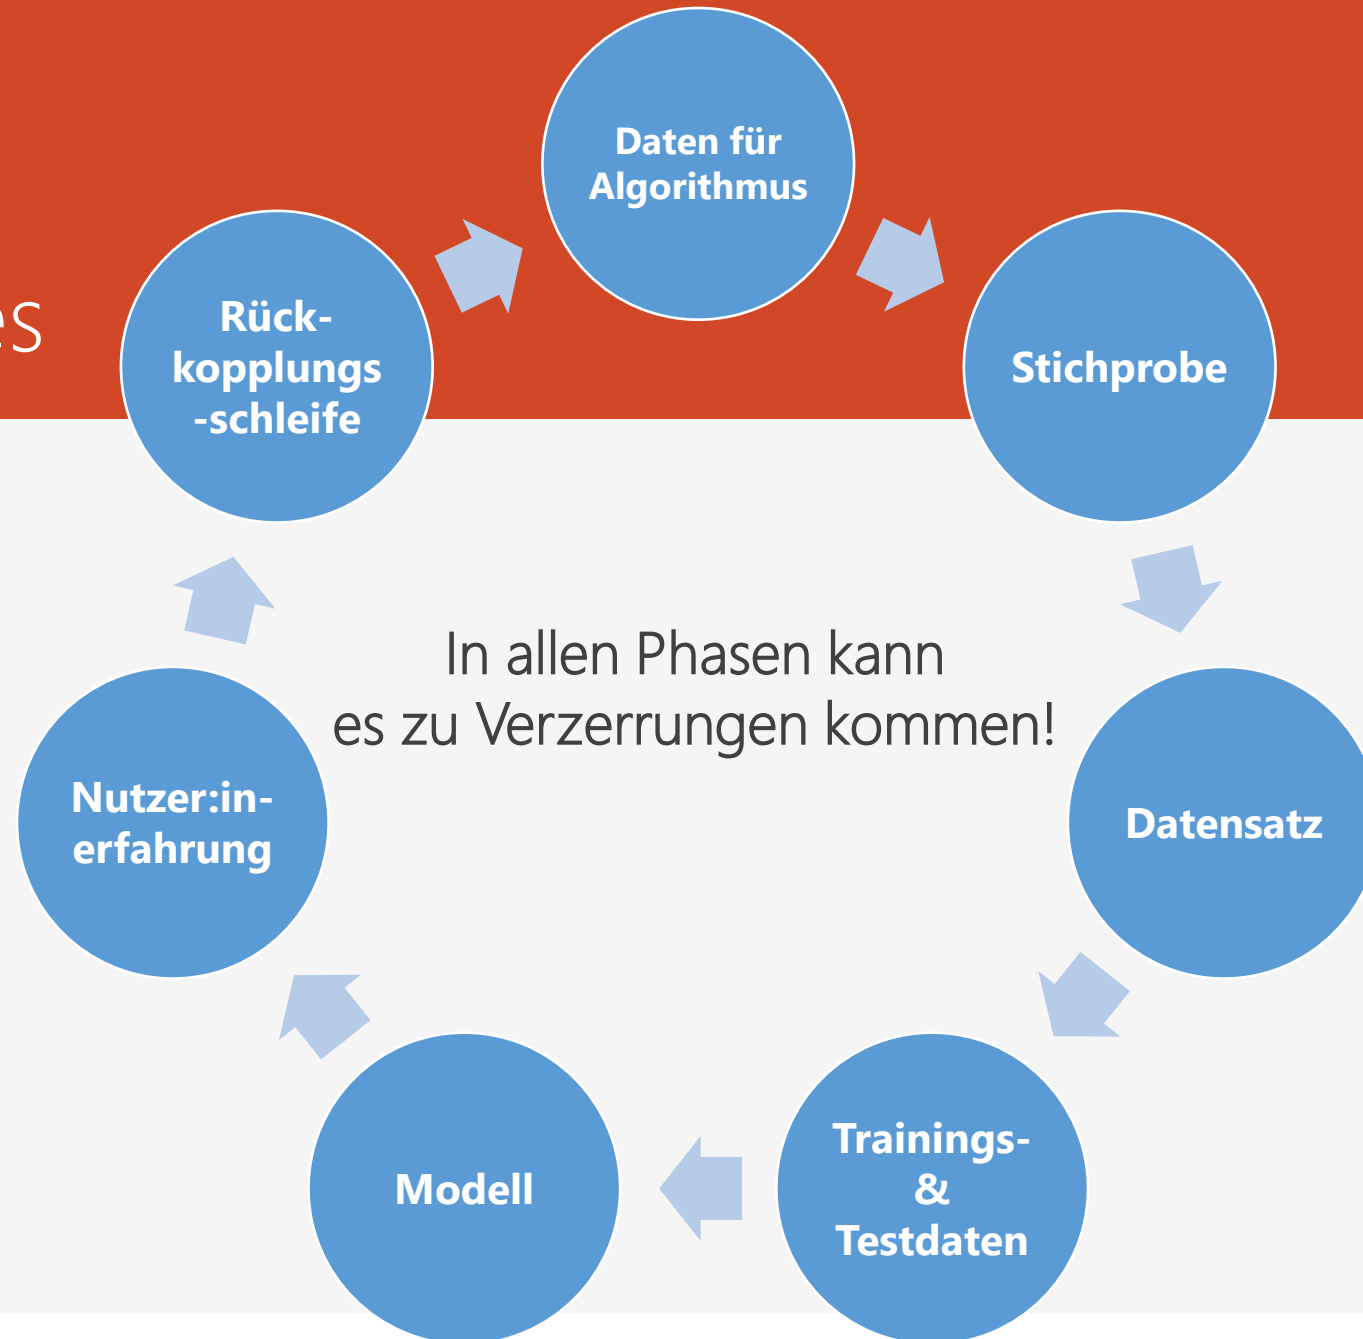 Daten für
Algorithmus
Stichprobe
Datensatz
Trainings-
&
Testdaten
Modell
Nutzer:in-
erfahrung
Rück-
kopplungs
-schleife
In allen Phasen kann
es zu Verzerrungen kommen!